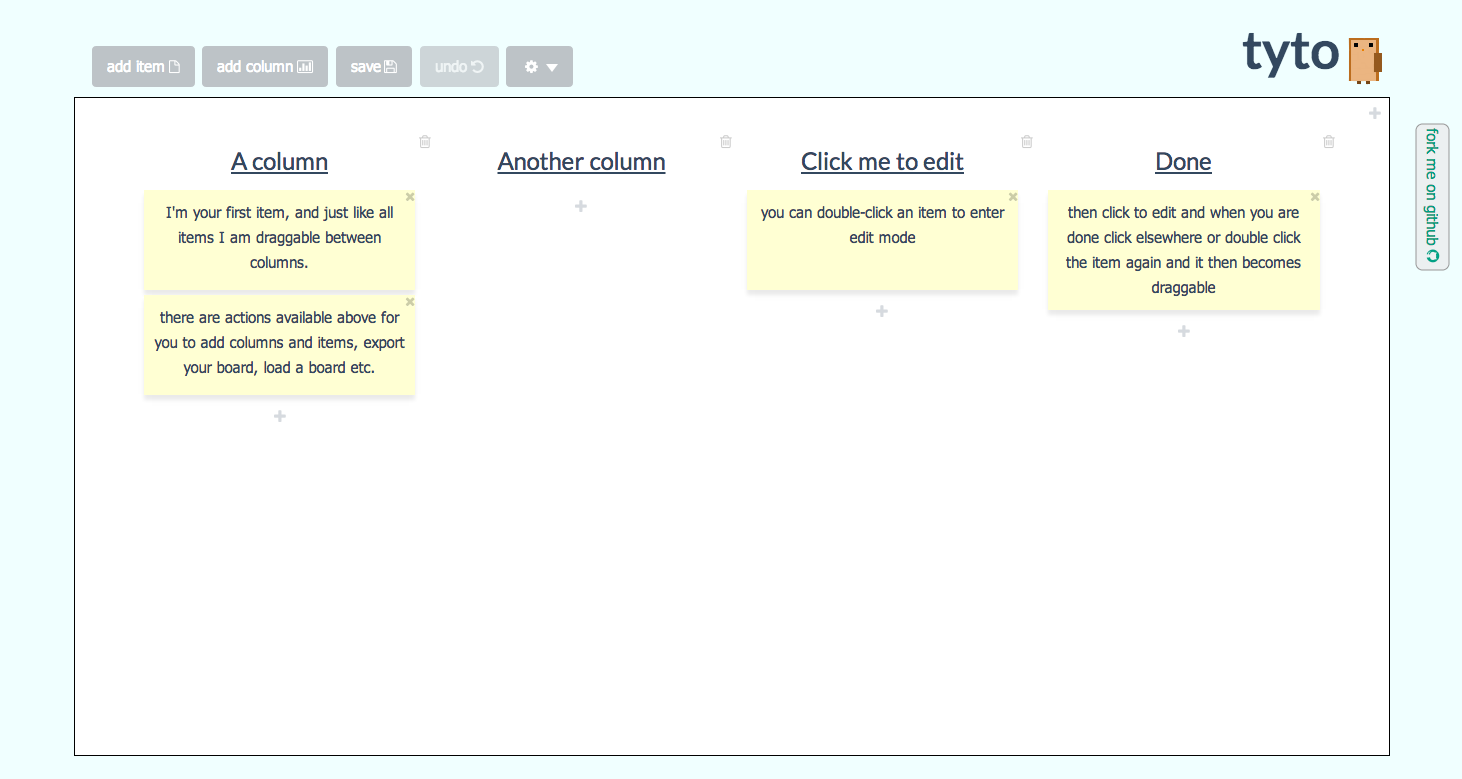 tyto
add item
add column
save
undo
fork me on github
A column
I'm your first item, and just like all
items I am draggable between
columns.
there are actions available above for
you to add columns and items, export
your board, load a board etc.
Another column
Click me to edit
you can double-click an item to enter
edit mode
Done
then click to edit and when you are
done click elsewhere or double click
the item again and it then becomes
draggable